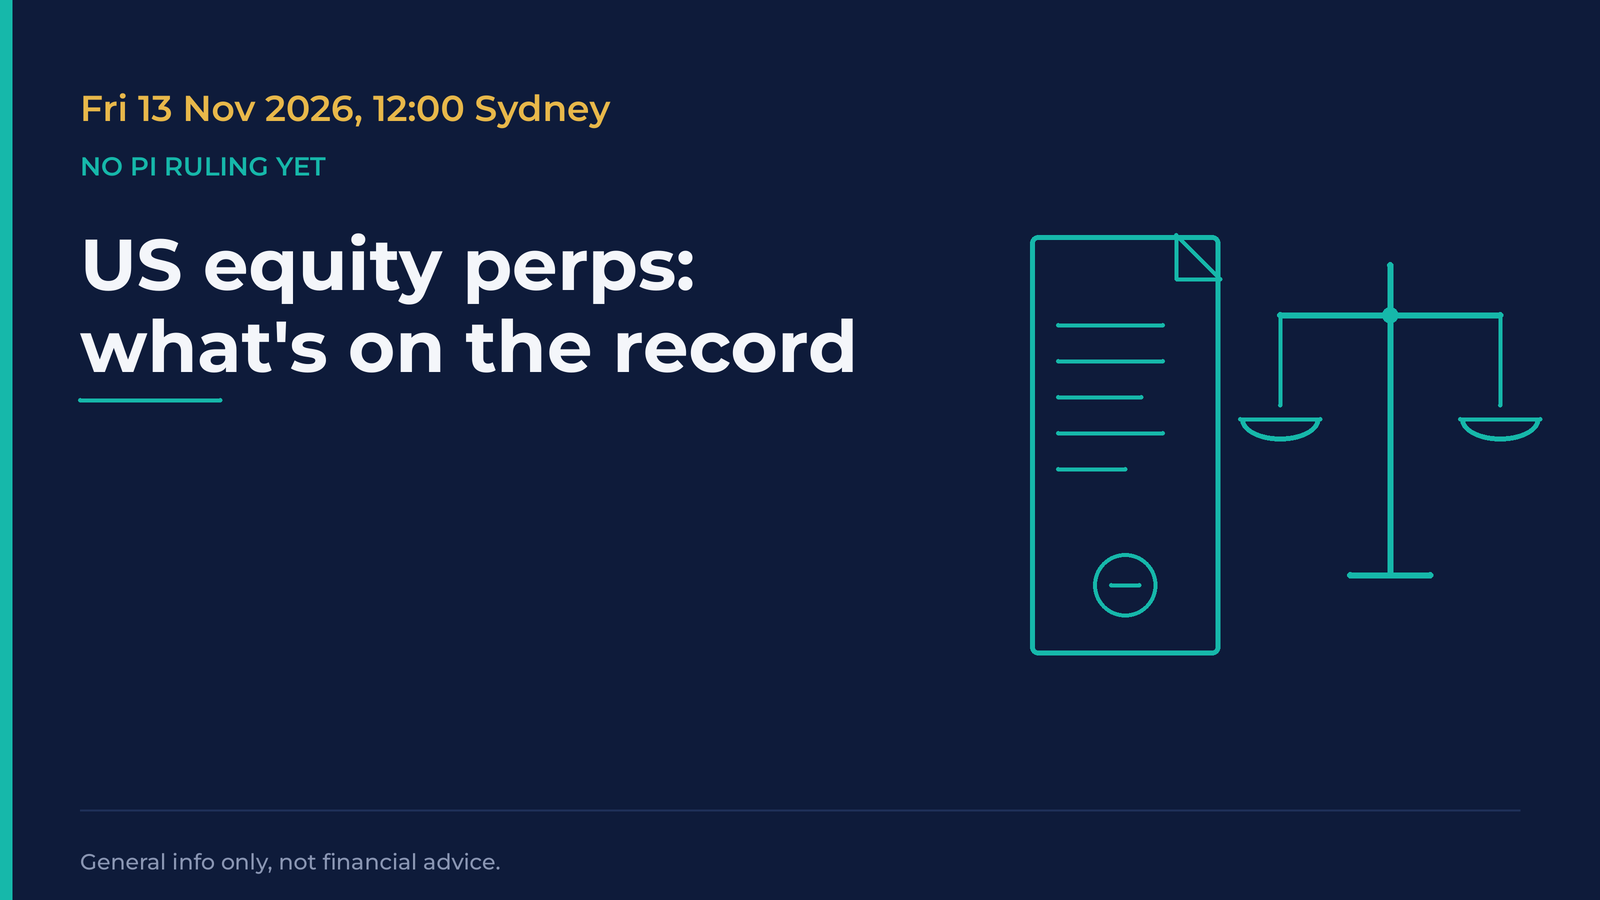 Fri 13 Nov 2026, 12:00 Sydney
NO PI RULING YET
US equity perps:
what's on the record
General info only, not financial advice.